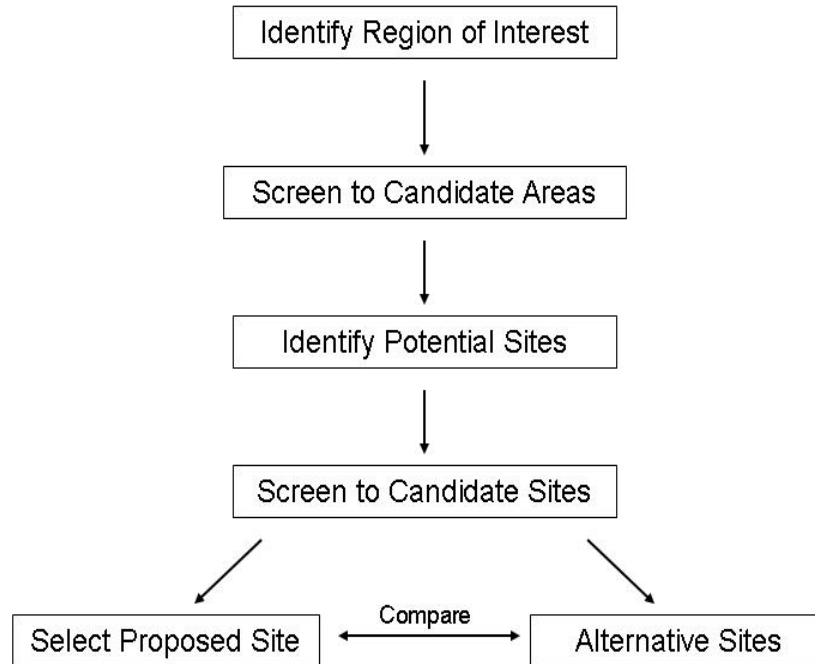 Identify Region of Interest
Screen to Candidate Areas
Identify Potential Sites
Screen to Candidate Sites
Compare
Select Proposed Site
Alternative Sites